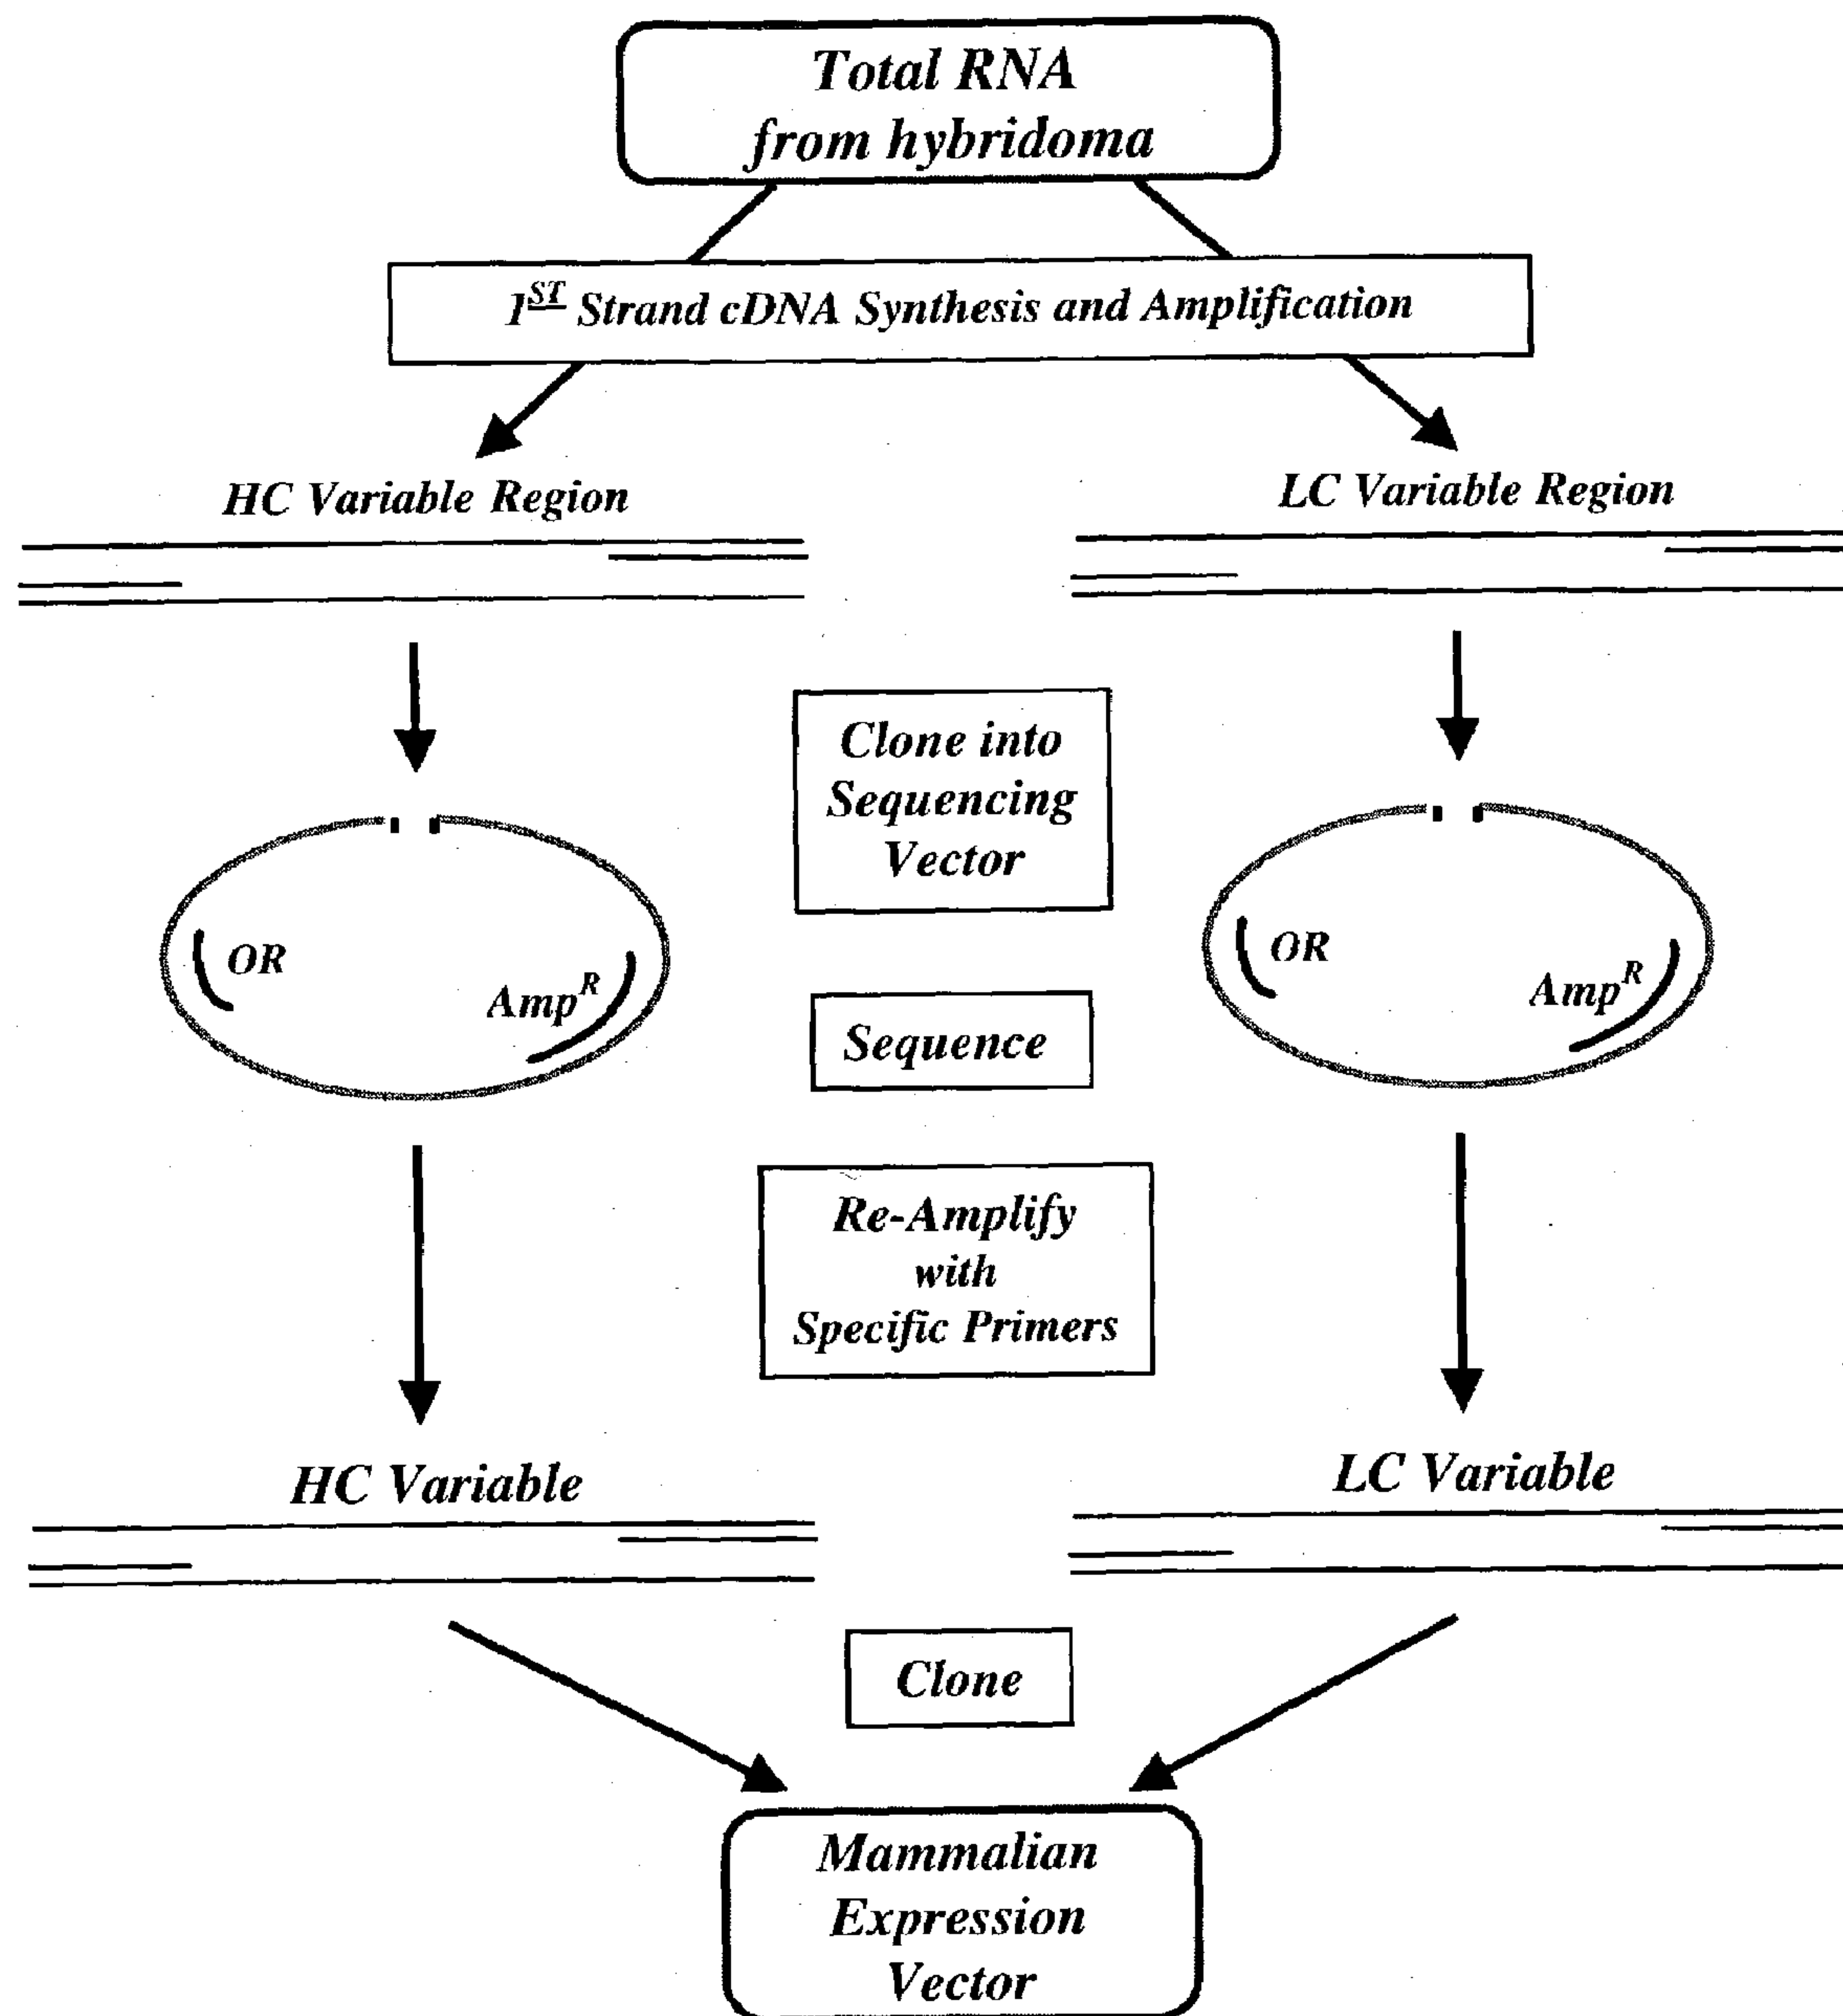 Total RNA
from hybridoma
1ST Strand cDNA Synthesis and Amplification
HC Variable Region
LC Variable Region
Clone into
Sequencing
Vector
OR
AmpR
OR
AmpR
Sequence
Re-Amplify
with
Specific Primers
HC Variable
LC Variable
Clone
Mammalian
Expression
Vector